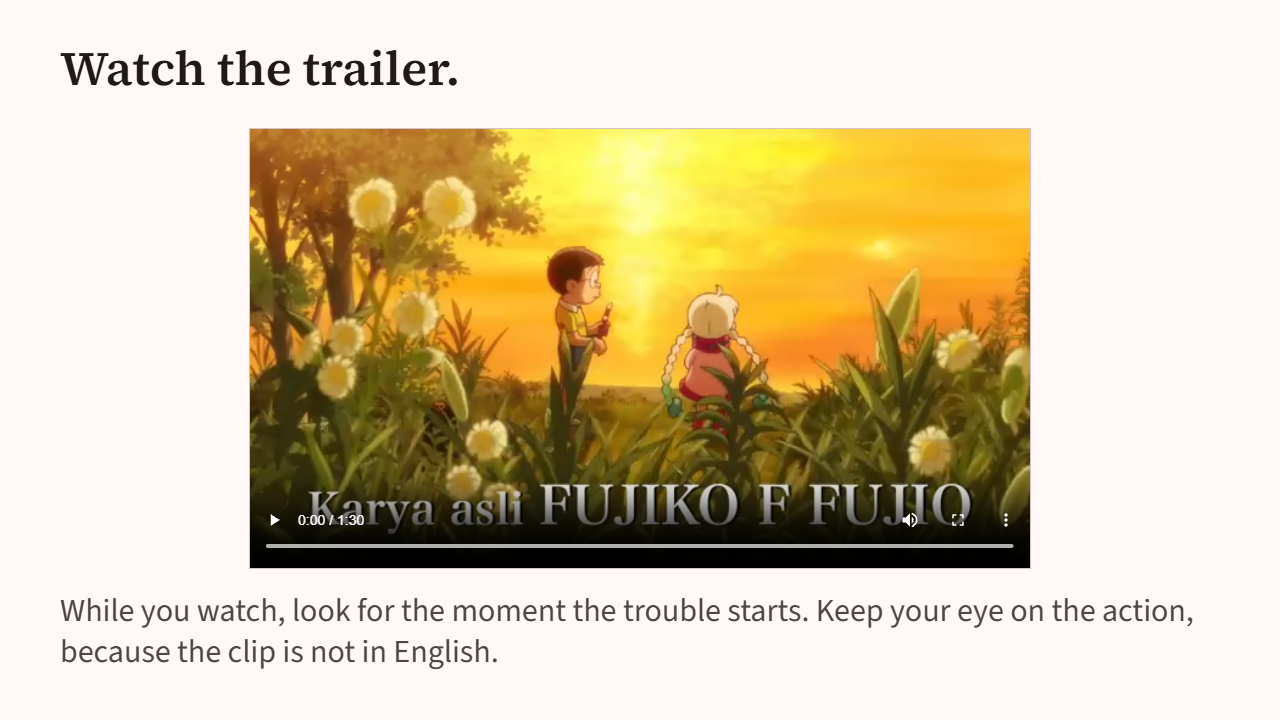 Watch the trailer.
Karya asli FUJIKO F FUJIO
0:00 / 1:30
While you watch, look for the moment the trouble starts. Keep your eye on the action,
because the clip is not in English.